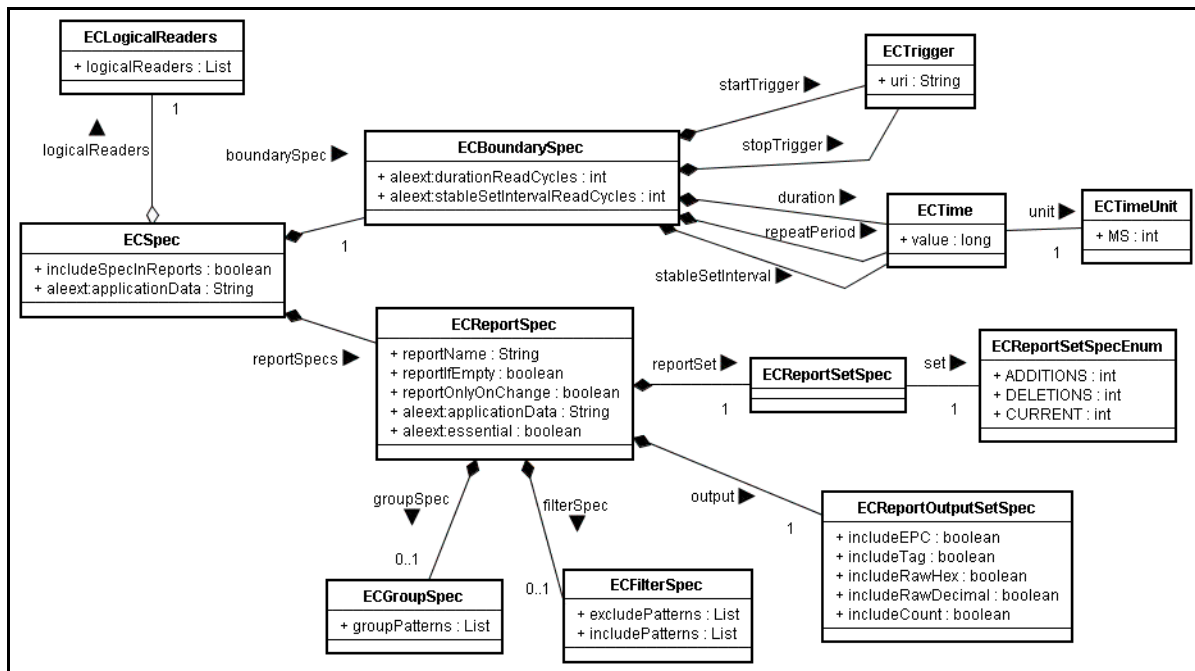 ECLogicalReaders
+ logicalReaders : List
1
logicalReaders
ECTrigger
+ uri : String
startTrigger
stopTrigger
boundarySpec
ECBoundarySpec
+ aleext:durationReadCycles : int
+ aleext:stableSetIntervalReadCycles : int
1
duration
repeatPeriod
stableSetInterval
ECTime
+ value : long
unit
1
ECTimeUnit
+ MS : int
ECSpec
+ includeSpecInReports : boolean
+ aleext:applicationData : String
reportSpecs
ECReportSpec
+ reportName : String
+ reportIfEmpty : boolean
+ reportOnlyOnChange : boolean
+ aleext:applicationData : String
+ aleext:essential : boolean
reportSet
1
ECReportSetSpec
set
1
ECReportSetSpecEnum
+ ADDITIONS : int
+ DELETIONS : int
+ CURRENT : int
groupSpec
0..1
filterSpec
0..1
output
1
ECGroupSpec
+ groupPatterns : List
ECFilterSpec
+ excludePatterns : List
+ includePatterns : List
ECReportOutputSetSpec
+ includeEPC : boolean
+ includeTag : boolean
+ includeRawHex : boolean
+ includeRawDecimal : boolean
+ includeCount : boolean